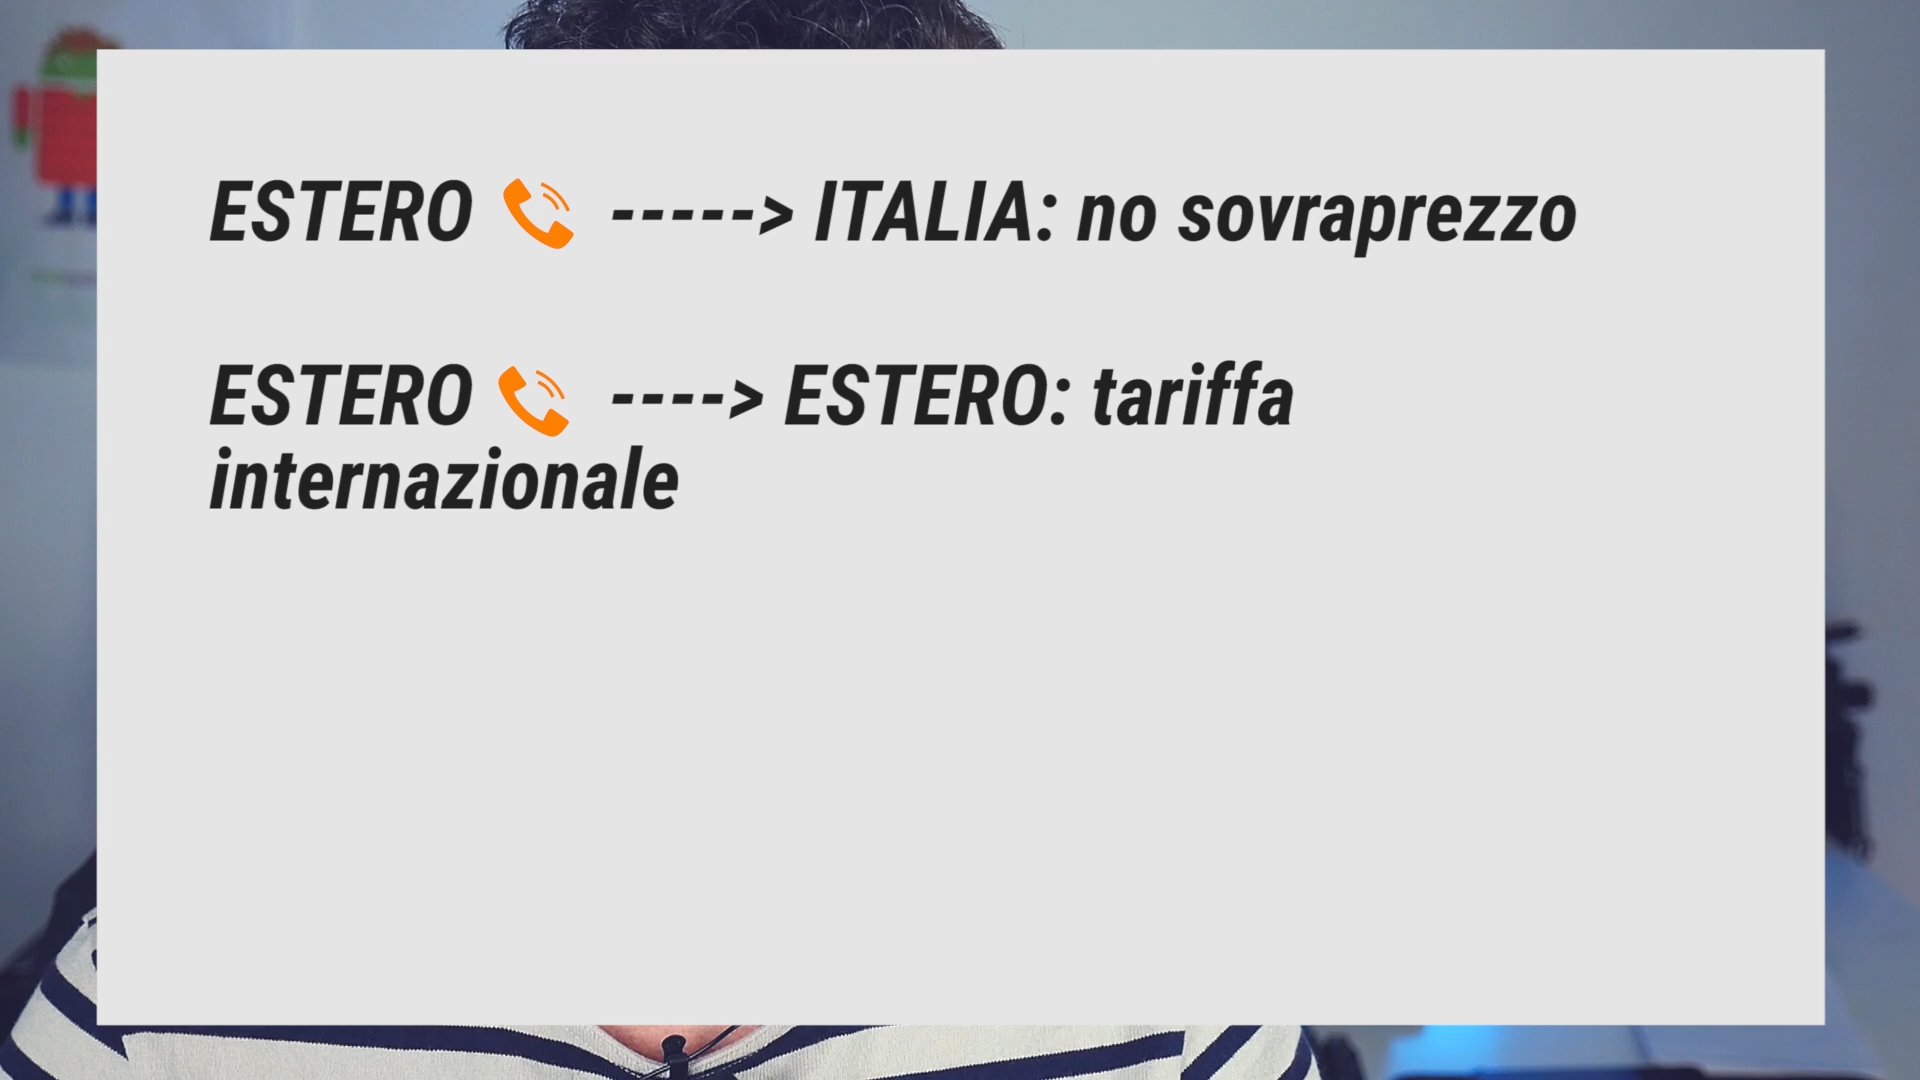 ESTERO -----> ITALIA: no sovraprezzo
ESTERO ----> ESTERO: tariffa
internazionale